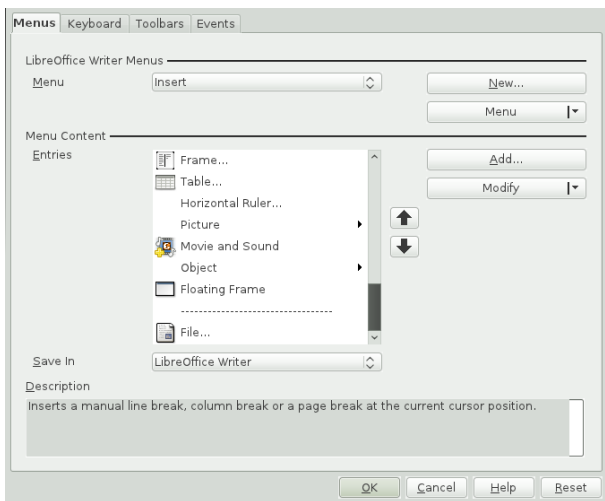 Menus Keyboard Toolbars Events
LibreOffice Writer Menus
Menu Insert New...
Menu
Menu Content
Entries Frame... Add...
Table... Modify
Horizontal Ruler...
Picture
Movie and Sound
Object
Floating Frame
----------------------------------
File...
Save In LibreOffice Writer
Description
Inserts a manual line break, column break or a page break at the current cursor position.
OK Cancel Help Reset